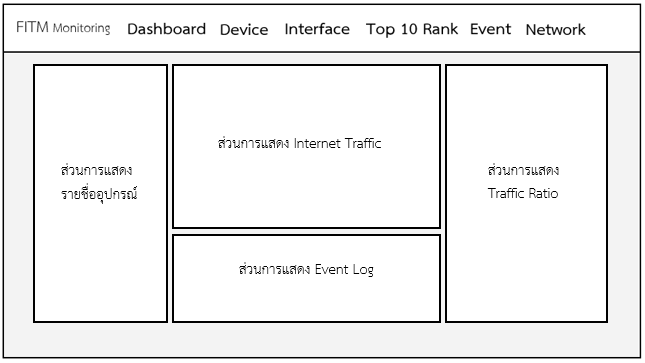 FITM Monitoring Dashboard Device Interface Top 10 Rank Event Network
ส่วนการแสดง
รายชื่ออุปกรณ์
ส่วนการแสดง Internet Traffic
ส่วนการแสดง Event Log
ส่วนการแสดง
Traffic Ratio